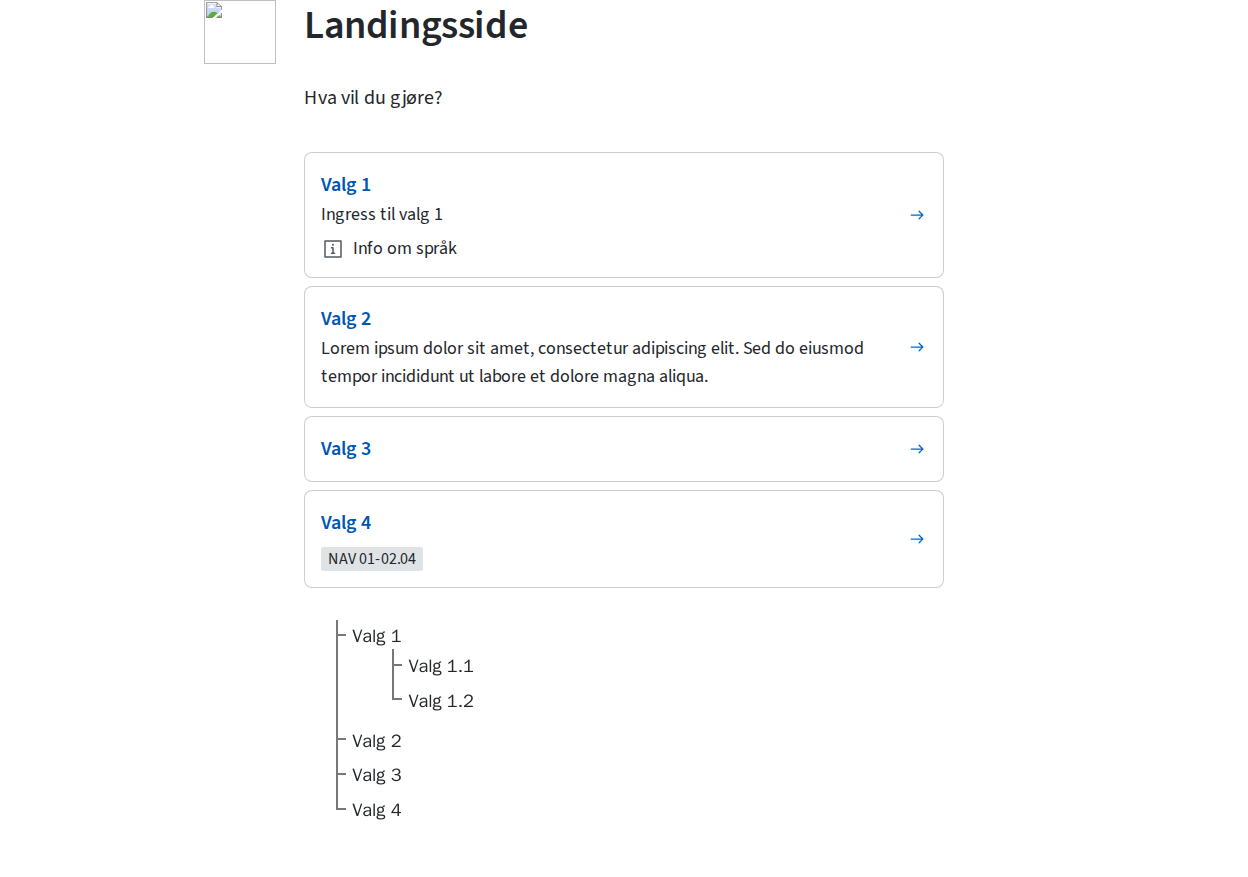 Landingsside
Hva vil du gjøre?
Valg 1
Ingress til valg 1
Info om språk
Valg 2
Lorem ipsum dolor sit amet, consectetur adipiscing elit. Sed do eiusmod
tempor incididunt ut labore et dolore magna aliqua.
Valg 3
Valg 4
NAV 01-02.04
Valg 1
Valg 1.1
Valg 1.2
Valg 2
Valg 3
Valg 4